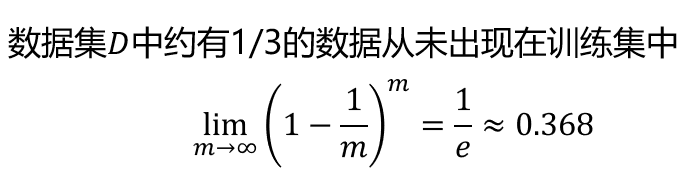 数据集D中约有1/3的数据从未出现在训练集中
lim m→∞ (1 − 1/m)^m = 1/e ≈ 0.368